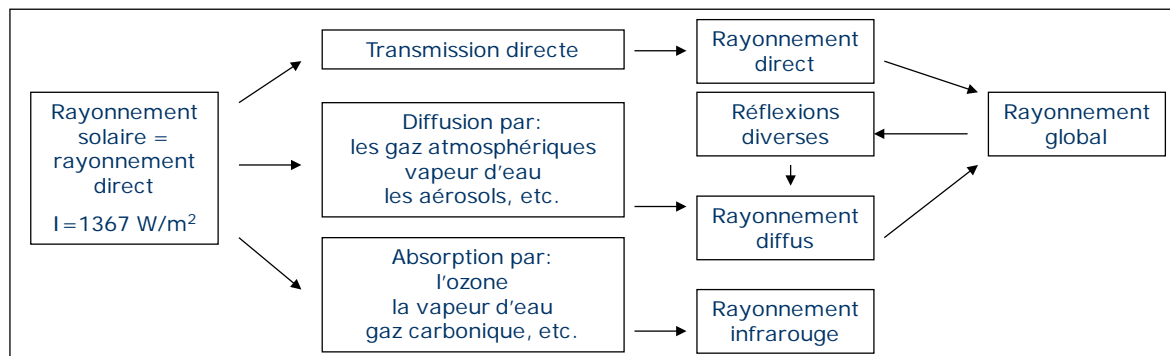 Rayonnement
solaire =
rayonnement
direct
I=1367 W/m²
Transmission directe
Diffusion par:
les gaz atmosphériques
vapeur d'eau
les aérosols, etc.
Absorption par:
l'ozone
la vapeur d'eau
gaz carbonique, etc.
Rayonnement
direct
Réflexions
diverses
Rayonnement
diffus
Rayonnement
infrarouge
Rayonnement
global